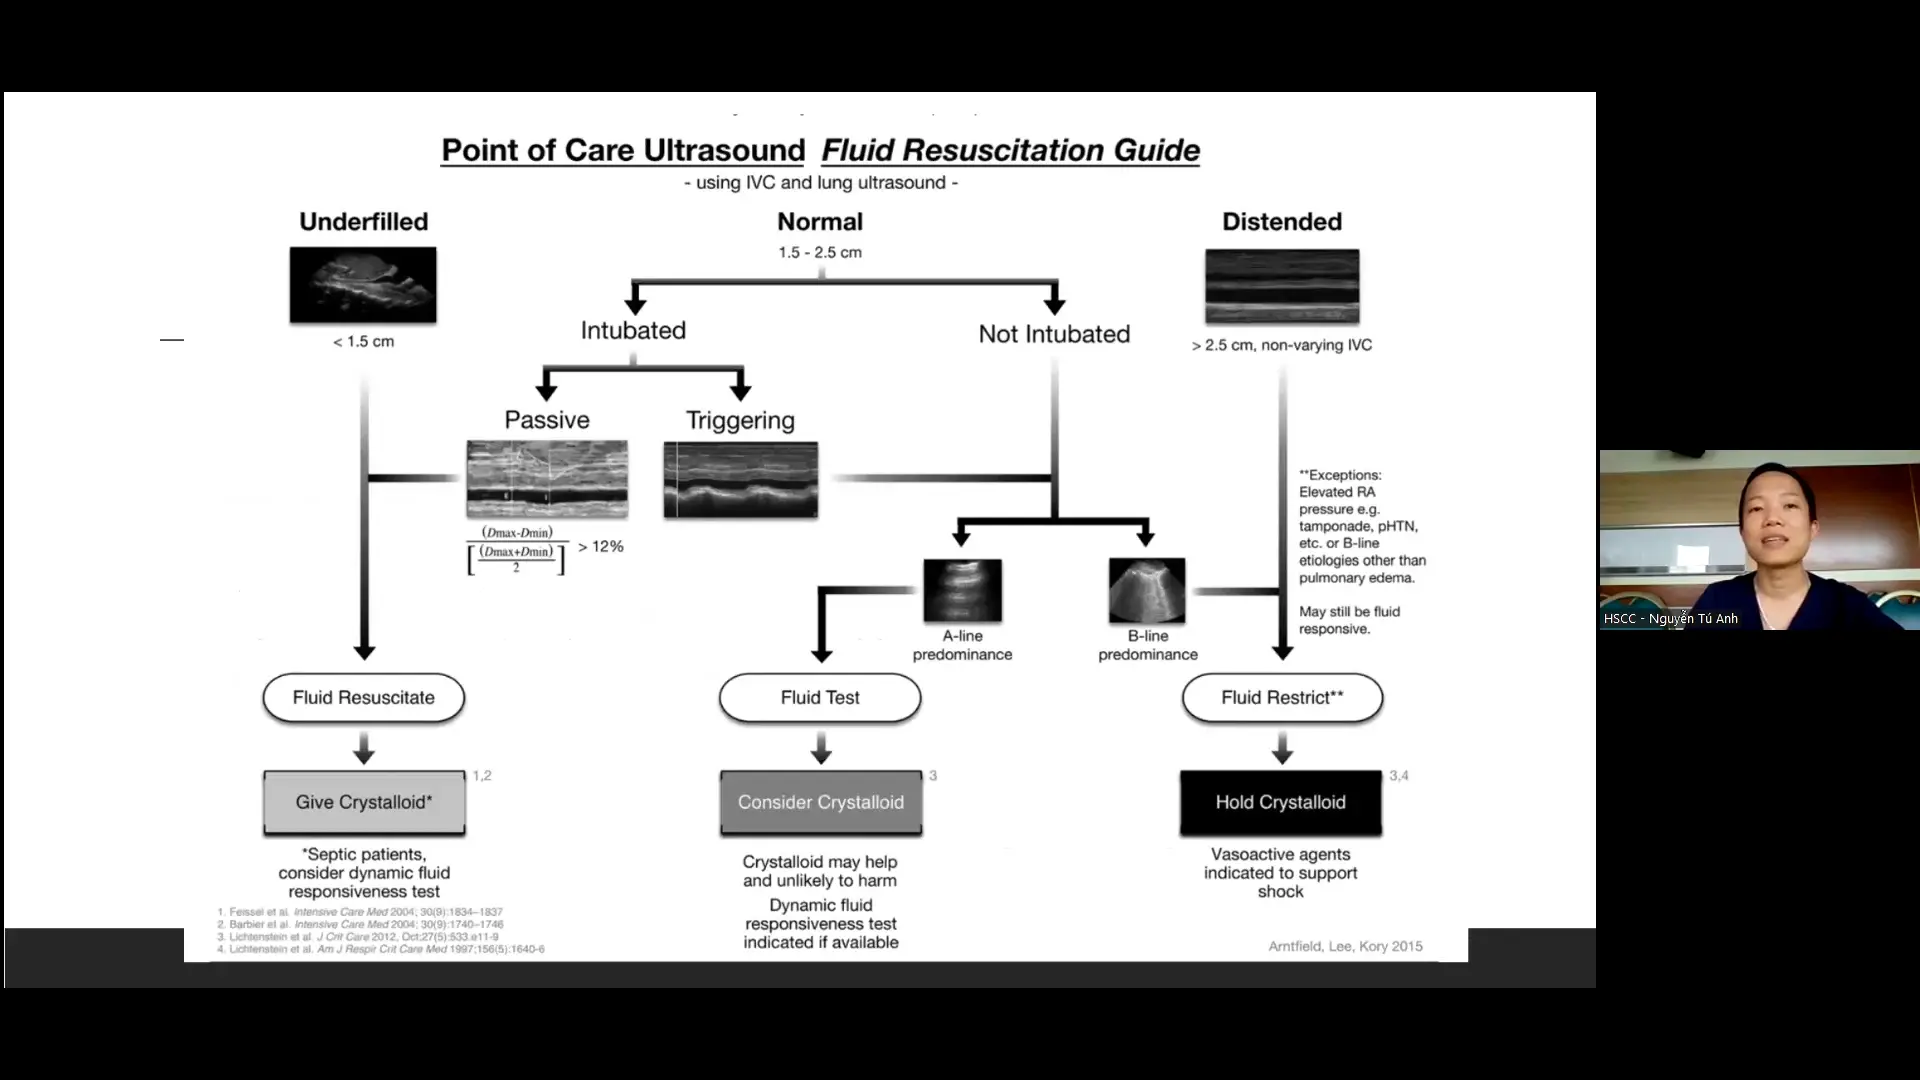 Point of Care Ultrasound Fluid Resuscitation Guide
- using IVC and lung ultrasound -
Underfilled
Normal
Distended
1.5 - 2.5 cm
Intubated
Not Intubated
< 1.5 cm
> 2.5 cm, non-varying IVC
Passive
Triggering
(Dmax-Dmin)
[(Dmax+Dmin)
2]
> 12%
**Exceptions:
Elevated RA
pressure e.g.
tamponade, pHTN,
etc. or B-line
etiologies other than
pulmonary edema.
May still be fluid
responsive.
A-line
predominance
B-line
predominance
Fluid Resuscitate
Fluid Test
Fluid Restrict**
Give Crystalloid*
1,2
Consider Crystalloid
3
Hold Crystalloid
3,4
*Septic patients,
consider dynamic fluid
responsiveness test
Crystalloid may help
and unlikely to harm
Dynamic fluid
responsiveness test
indicated if available
Vasoactive agents
indicated to support
shock
1. Feissel et al. Intensive Care Med 2004; 30(9):1834–1837
2. Barbier et al. Intensive Care Med 2004; 30(9):1740–1746
3. Lichtenstein et al. J Crit Care 2012, Oct;27(5):533.e11-9
4. Lichtenstein et al. Am J Respir Crit Care Med 1997;156(5):1640-6
Arntfield, Lee, Kory 2015
HSCC - Nguyễn Tú Anh